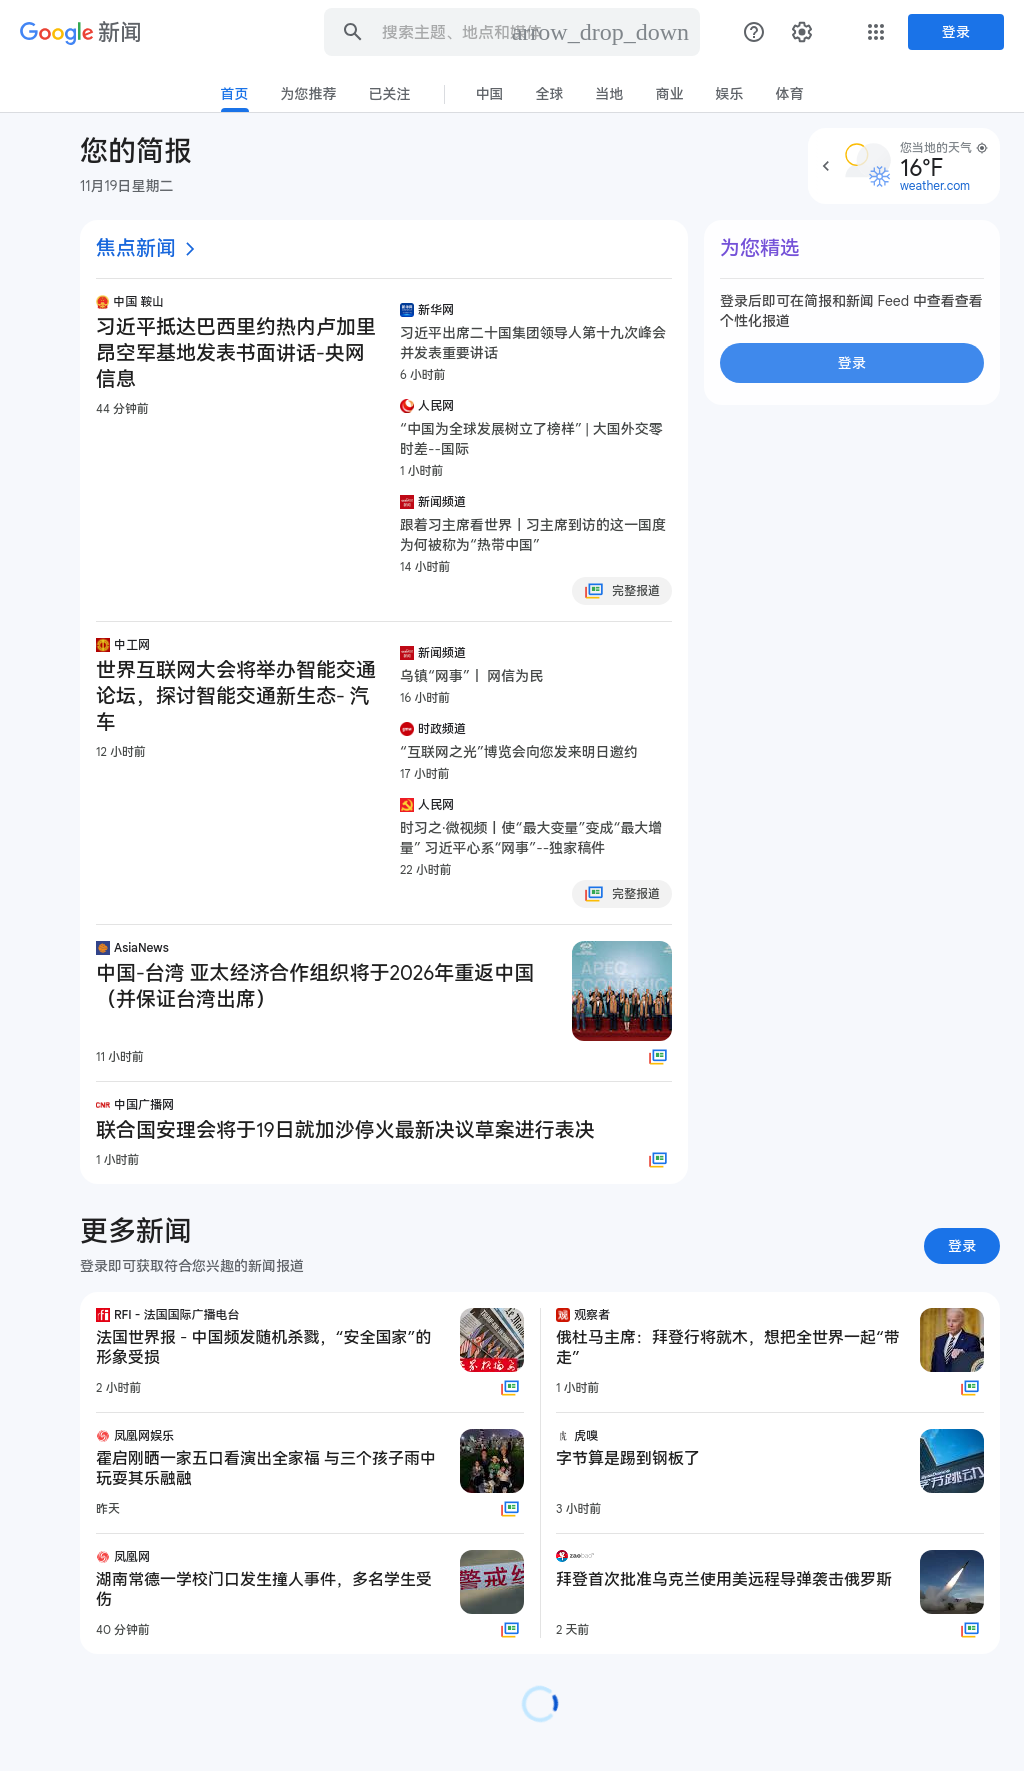 Google 新闻
搜索主题、地点和媒体
arrow_drop_down
登录
首页 为您推荐 已关注 中国 全球 当地 商业 娱乐 体育
您的简报
11月19日星期二
您当地的天气
16°F
weather.com
焦点新闻
中国 鞍山
习近平抵达巴西里约热内卢加里
昂空军基地发表书面讲话-央网
信息
44 分钟前
新华网
习近平出席二十国集团领导人第十九次峰会
并发表重要讲话
6 小时前
人民网
“中国为全球发展树立了榜样” | 大国外交零
时差--国际
1 小时前
新闻频道
跟着习主席看世界丨习主席到访的这一国度
为何被称为“热带中国”
14 小时前
完整报道
为您精选
登录后即可在简报和新闻 Feed 中查看查看
个性化报道
登录
中工网
世界互联网大会将举办智能交通
论坛，探讨智能交通新生态- 汽
车
12 小时前
新闻频道
乌镇“网事”丨 网信为民
16 小时前
时政频道
“互联网之光”博览会向您发来明日邀约
17 小时前
人民网
时习之·微视频丨使“最大变量”变成“最大增
量” 习近平心系“网事”--独家稿件
22 小时前
完整报道
AsiaNews
中国-台湾 亚太经济合作组织将于2026年重返中国
（并保证台湾出席）
11 小时前
APEC
ECONOMIC
CNR 中国广播网
联合国安理会将于19日就加沙停火最新决议草案进行表决
1 小时前
更多新闻
登录即可获取符合您兴趣的新闻报道
登录
rfi RFI - 法国国际广播电台
法国世界报 - 中国频发随机杀戮，“安全国家”的
形象受损
2 小时前
凤凰网娱乐
霍启刚晒一家五口看演出全家福 与三个孩子雨中
玩耍其乐融融
昨天
凤凰网
湖南常德一学校门口发生撞人事件，多名学生受
伤
40 分钟前
警戒线
观察者
俄杜马主席：拜登行将就木，想把全世界一起“带
走”
1 小时前
虎嗅
字节算是踢到钢板了
3 小时前
字节跳动
zaobao
拜登首次批准乌克兰使用美远程导弹袭击俄罗斯
2 天前